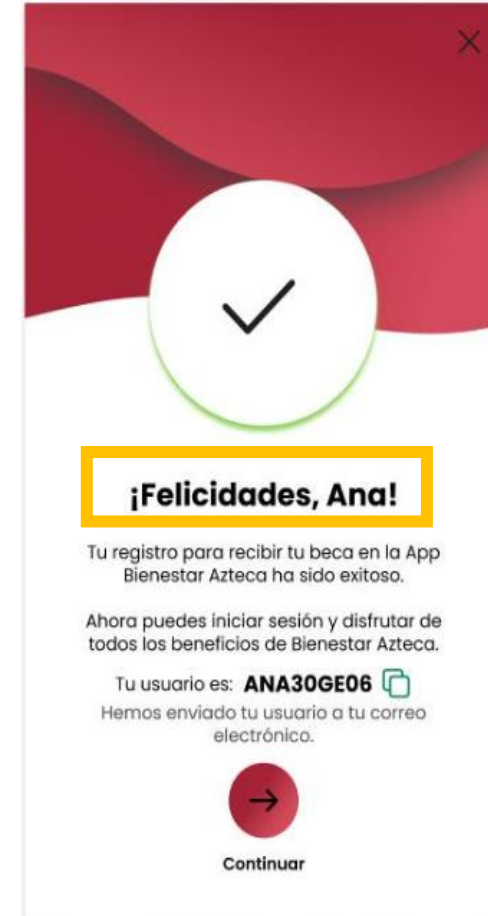 ¡Felicidades, Ana!
Tu registro para recibir tu beca en la App
Bienestar Azteca ha sido exitoso.
Ahora puedes iniciar sesión y disfrutar de
todos los beneficios de Bienestar Azteca.
Tu usuario es: ANA30GE06
Hemos enviado tu usuario a tu correo
electrónico.
Continuar